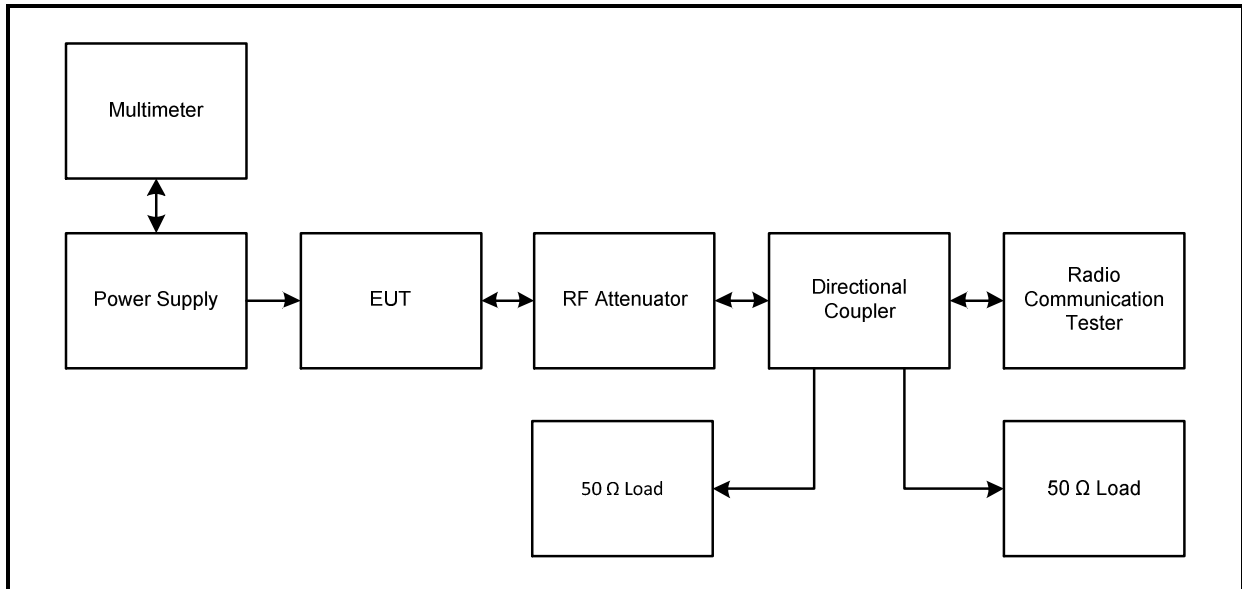 Multimeter
Power Supply
EUT
RF Attenuator
Directional
Coupler
Radio
Communication
Tester
50 Ω Load
50 Ω Load